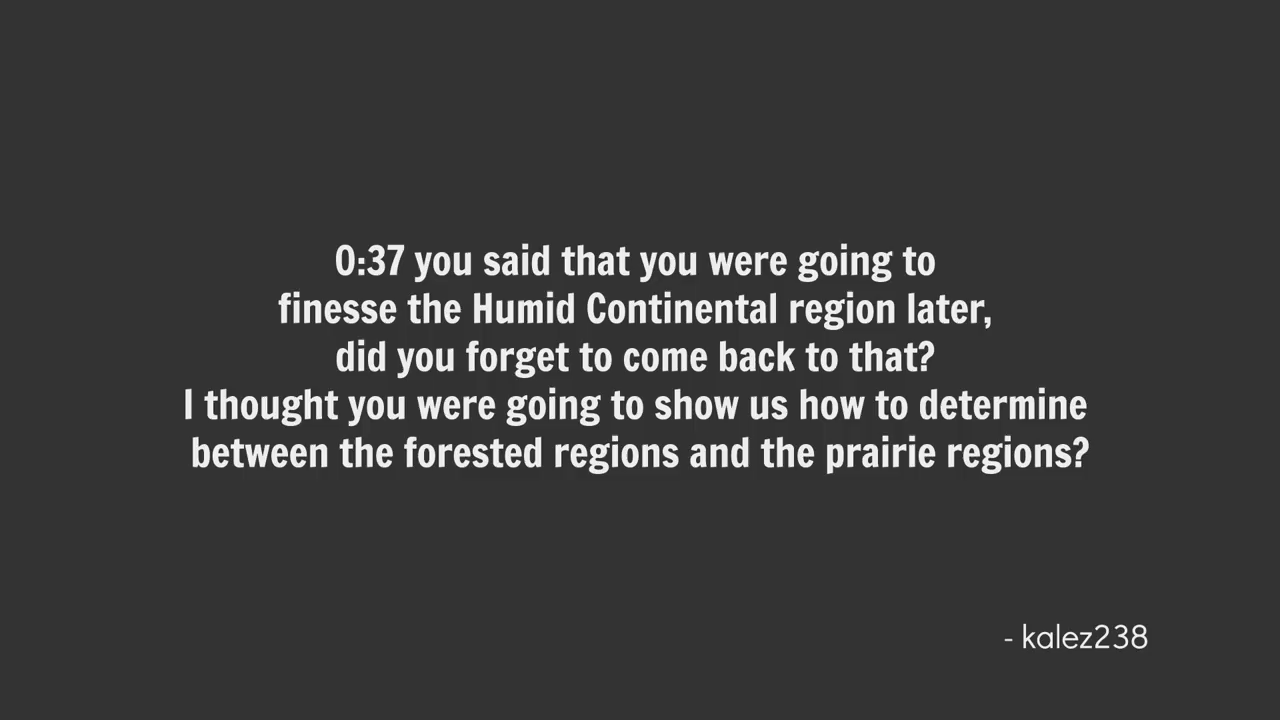 0:37 you said that you were going to
finesse the Humid Continental region later,
did you forget to come back to that?
I thought you were going to show us how to determine
between the forested regions and the prairie regions?
- kalez238